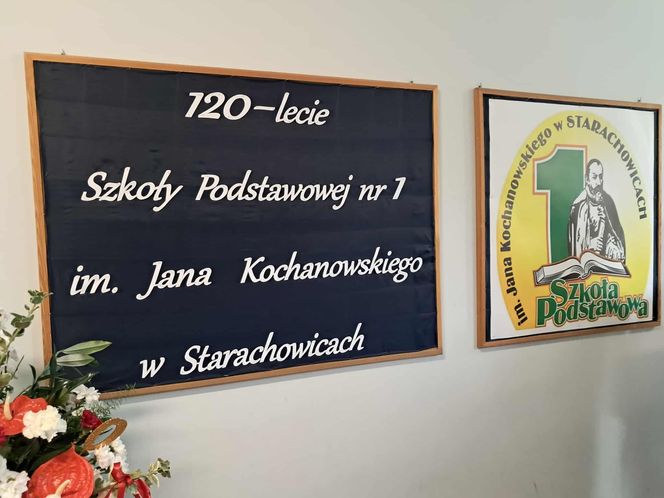 120-lecie
Szkoły Podstawowej nr 1
im. Jana Kochanowskiego
w Starachowicach
im. Jana Kochanowskiego w STARACHOWICACH
1
Szkoła
Podstawowa